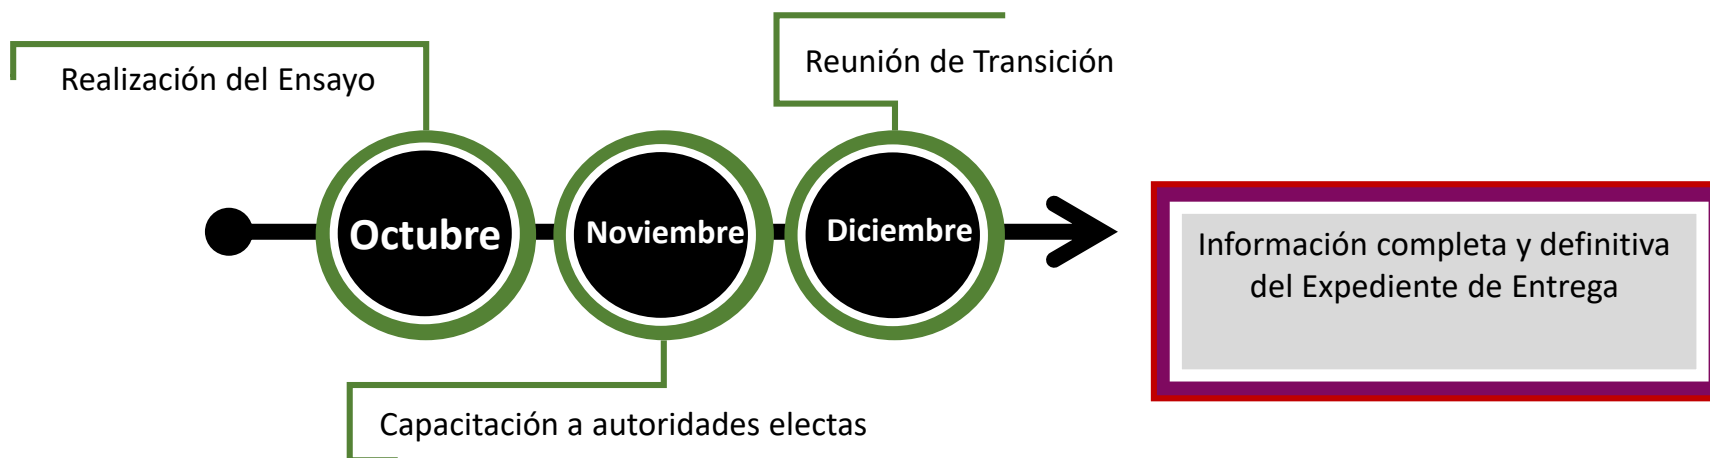 Realización del Ensayo
Reunión de Transición
Octubre
Noviembre
Diciembre
Información completa y definitiva
del Expediente de Entrega
Capacitación a autoridades electas